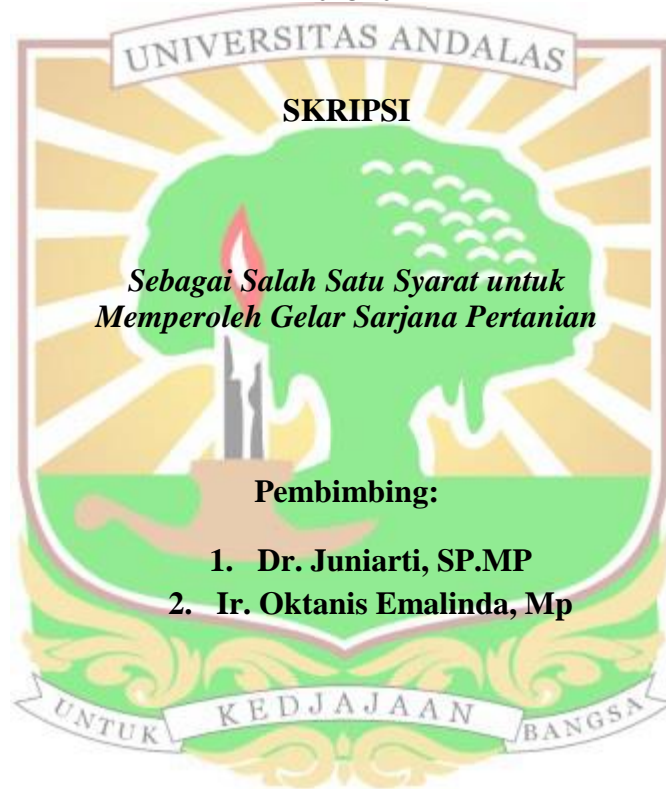 UNIVERSITAS ANDALAS
SKRIPSI
Sebagai Salah Satu Syarat untuk
Memperoleh Gelar Sarjana Pertanian
Pembimbing:
1. Dr. Juniarti, SP.MP
2. Ir. Oktanis Emalinda, Mp
UNTUK KEDJAJAAN BANGSA